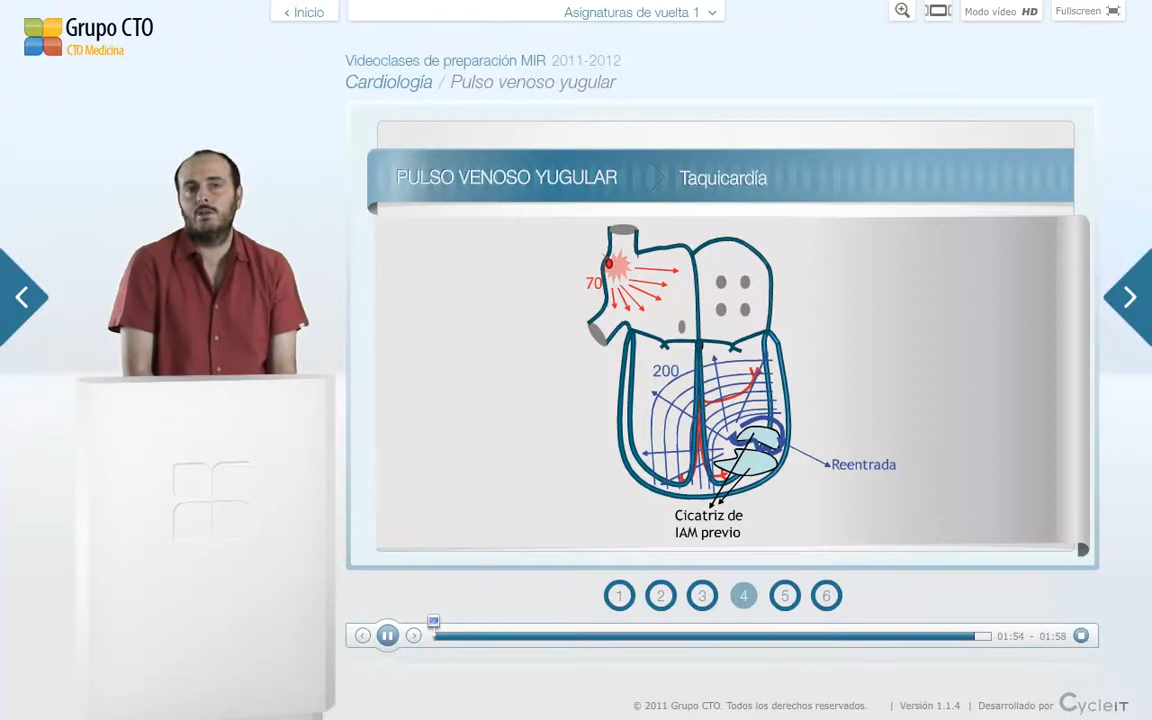 Grupo CTO
CTO Medicina
‹ Inicio
Asignaturas de vuelta 1
Modo vídeo HD
Fullscreen
Videoclases de preparación MIR 2011-2012
Cardiología / Pulso venoso yugular
PULSO VENOSO YUGULAR
Taquicardía
70
200
Reentrada
Cicatriz de
IAM previo
1 2 3 4 5 6
01:54 - 01:58
© 2011 Grupo CTO. Todos los derechos reservados. | Versión 1.1.4 | Desarrollado por CycleIT